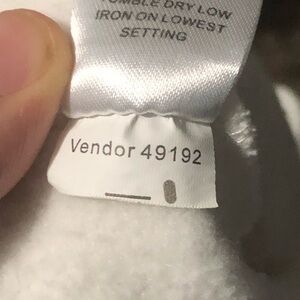 TUMBLE DRY LOW
IRON ON LOWEST
SETTING
Vendor 49192